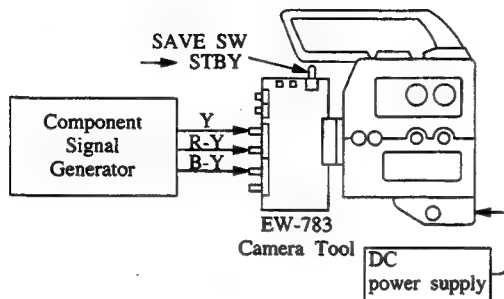 SAVE SW
→ STBY
Component
Signal
Generator
Y
R-Y
B-Y
EW-783
Camera Tool
DC
power supply